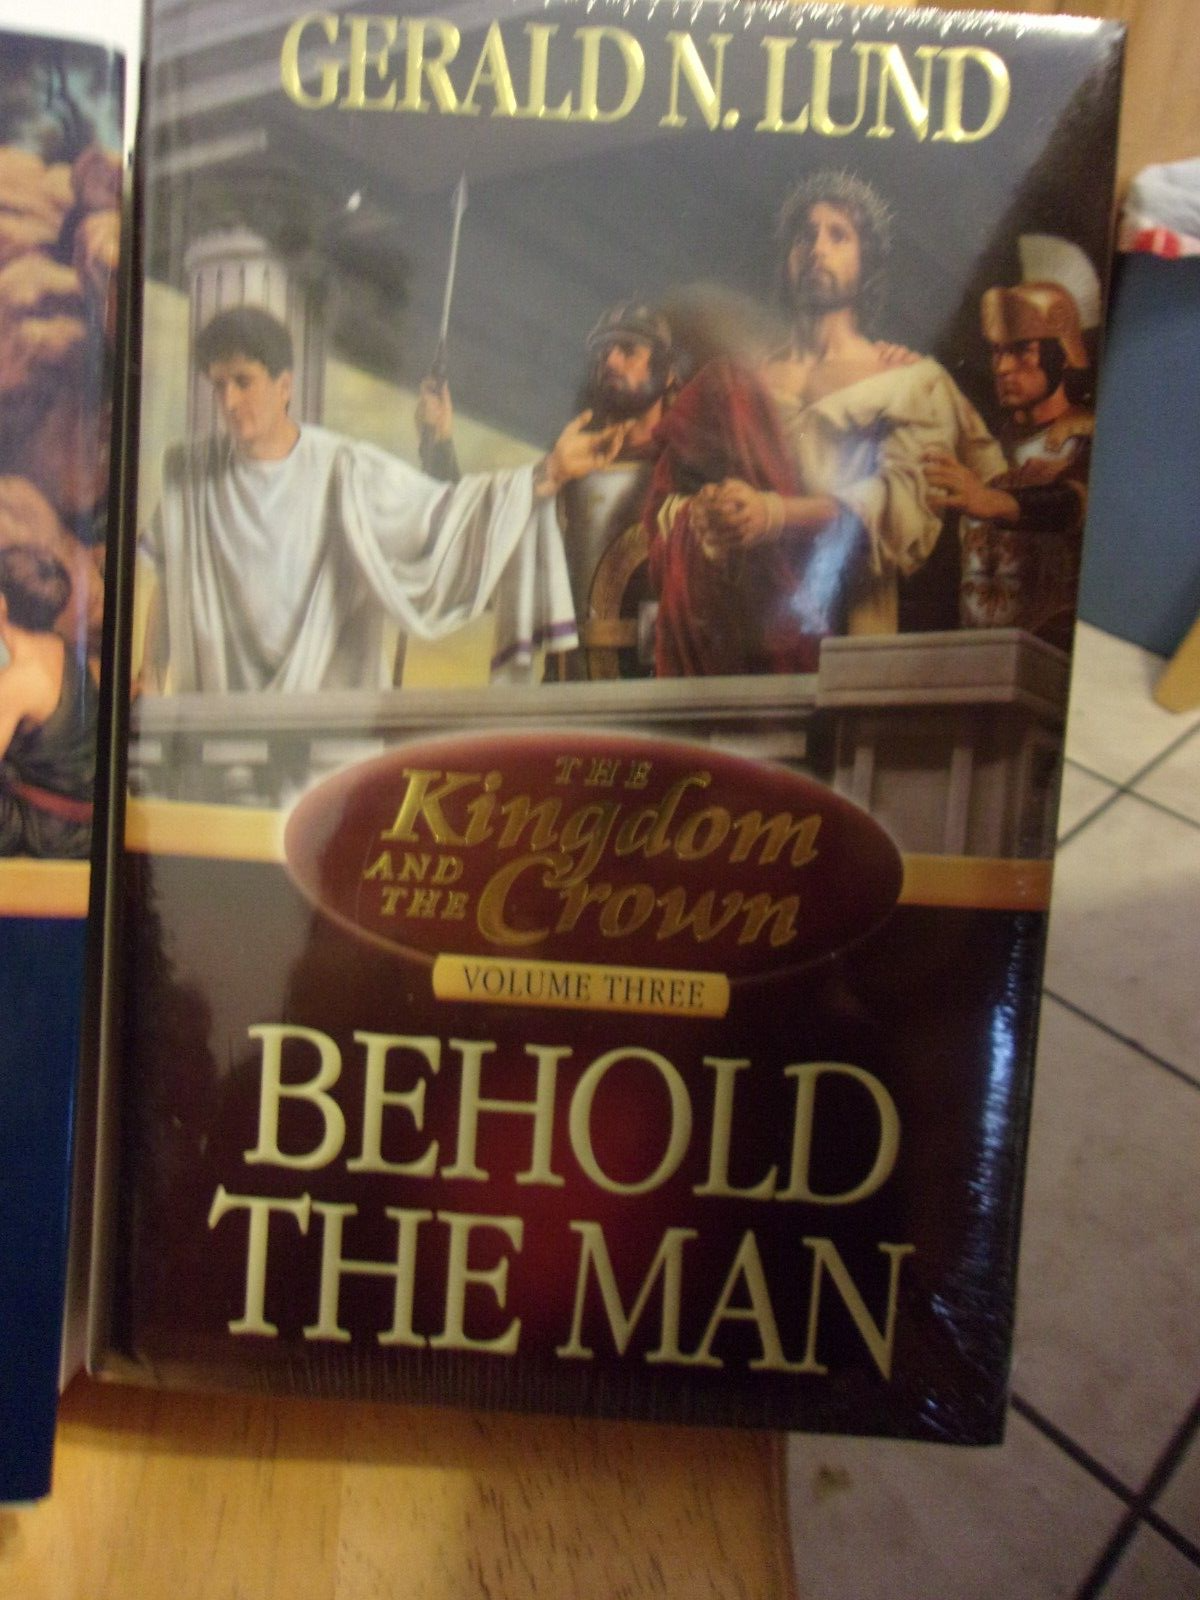 GERALD N. LUND
THE
Kingdom
AND THE Crown
VOLUME THREE
BEHOLD
THE MAN